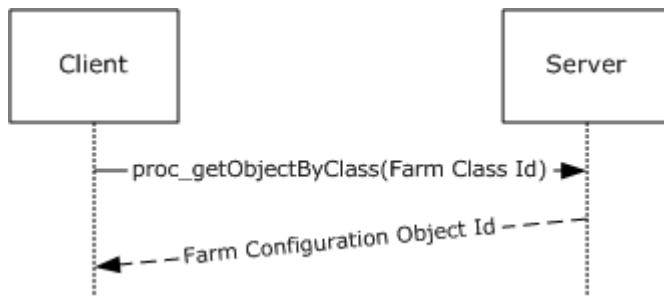 Client
Server
proc_getObjectByClass(Farm Class Id)
Farm Configuration Object Id